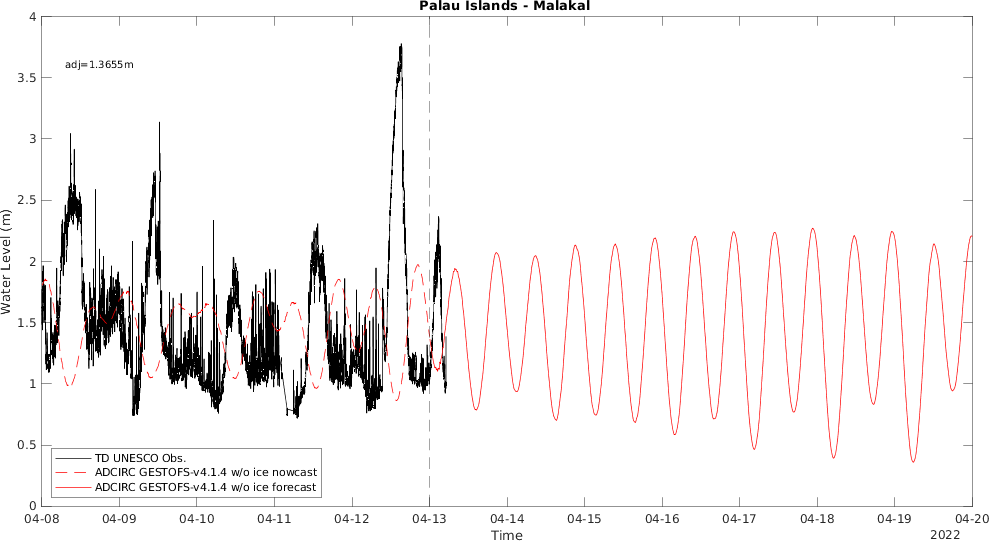 Palau Islands - Malakal
4
adj=1.3655m
3.5
3
2.5
2
1.5
1
0.5
0
Water Level (m)
TD UNESCO Obs.
ADCIRC GESTOFS-v4.1.4 w/o ice nowcast
ADCIRC GESTOFS-v4.1.4 w/o ice forecast
04-08 04-09 04-10 04-11 04-12 04-13 04-14 04-15 04-16 04-17 04-18 04-19 04-20
Time
2022